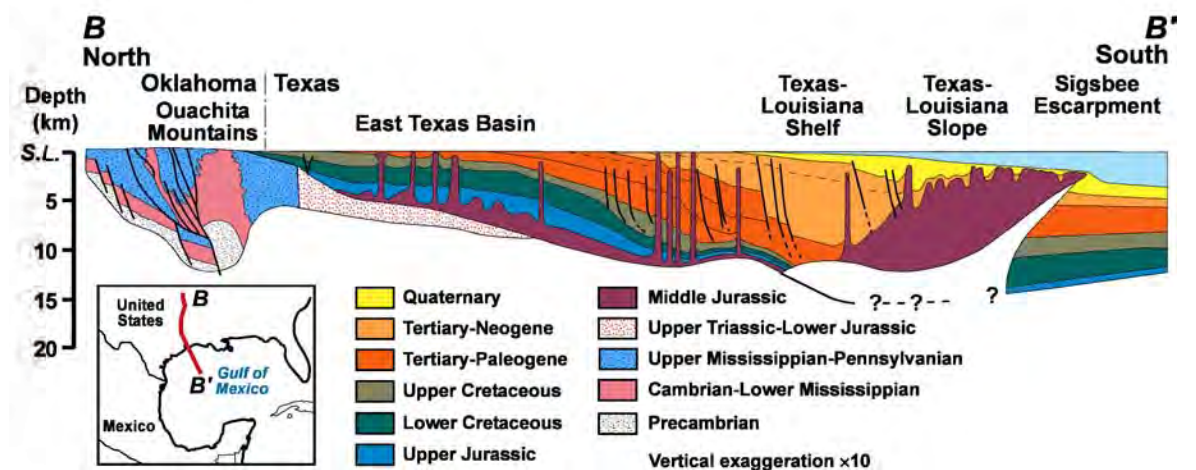 B
North
B'
South
Oklahoma
Texas
Ouachita
Mountains
East Texas Basin
Texas-
Louisiana
Shelf
Texas-
Louisiana
Slope
Sigsbee
Escarpment
Depth
(km)
S.L.
5
10
15
20
?--?--
?
United
States
B
B'
Gulf of
Mexico
Mexico
Quaternary
Tertiary-Neogene
Tertiary-Paleogene
Upper Cretaceous
Lower Cretaceous
Upper Jurassic
Middle Jurassic
Upper Triassic-Lower Jurassic
Upper Mississippian-Pennsylvanian
Cambrian-Lower Mississippian
Precambrian
Vertical exaggeration ×10